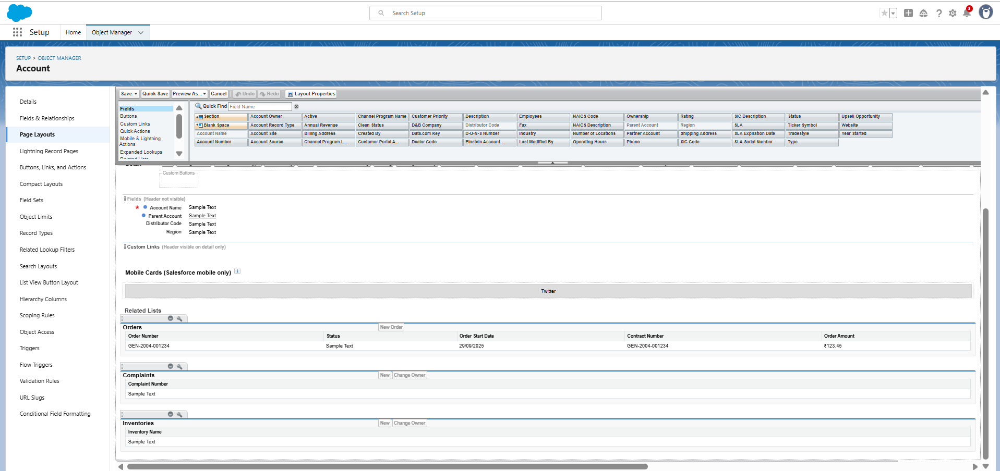 Search Setup
3
Setup
Home
Object Manager
SETUP > OBJECT MANAGER
Account
Details
Fields & Relationships
Page Layouts
Lightning Record Pages
Buttons, Links, and Actions
Compact Layouts
Field Sets
Object Limits
Record Types
Related Lookup Filters
Search Layouts
List View Button Layout
Hierarchy Columns
Scoping Rules
Object Access
Triggers
Flow Triggers
Validation Rules
URL Slugs
Conditional Field Formatting
Save Quick Save Preview As... Cancel Undo Redo Layout Properties
Fields
Buttons
Custom Links
Quick Actions
Mobile & Lightning
Actions
Expanded Lookups
Related Lists
Quick Find Field Name
Section Account Owner Active Channel Program Name Customer Priority Description Employees NAICS Code Ownership Rating SIC Description Status Upsell Opportunity
Blank Space Account Record Type Annual Revenue Clean Status D&B Company Distributor Code Fax NAICS Description Parent Account Region SLA Ticker Symbol Website
Account Name Account Site Billing Address Created By Data.com Key D-U-N-S Number Industry Number of Locations Partner Account Shipping Address SLA Expiration Date Tradestyle Year Started
Account Number Account Source Channel Program L... Customer Portal A... Dealer Code Einstein Account ... Last Modified By Operating Hours Phone SIC Code SLA Serial Number Type
Custom Buttons
Fields (Header not visible)
* Account Name Sample Text
Parent Account Sample Text
Distributor Code Sample Text
Region Sample Text
Custom Links (Header visible on detail only)
Mobile Cards (Salesforce mobile only) i
Twitter
Related Lists
Orders New Order
Order Number Status Order Start Date Contract Number Order Amount
GEN-2004-001234 Sample Text 29/09/2025 GEN-2004-001234 ₹123.45
Complaints New Change Owner
Complaint Number
Sample Text
Inventories New Change Owner
Inventory Name
Sample Text